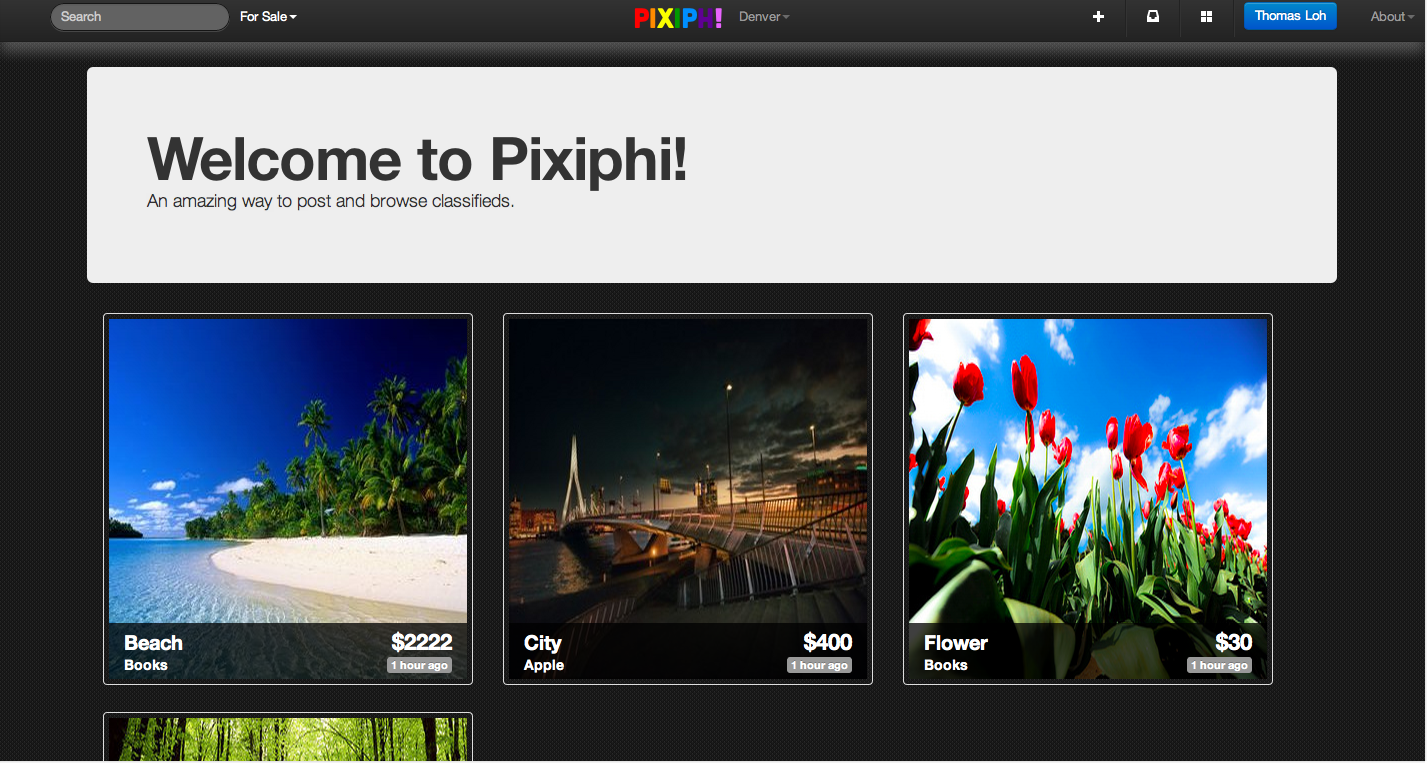 Search
For Sale
PIXIPH!
Denver
Thomas Loh
About
Welcome to Pixiphi!
An amazing way to post and browse classifieds.
Beach
$2222
Books
1 hour ago
City
$400
Apple
1 hour ago
Flower
$30
Books
1 hour ago